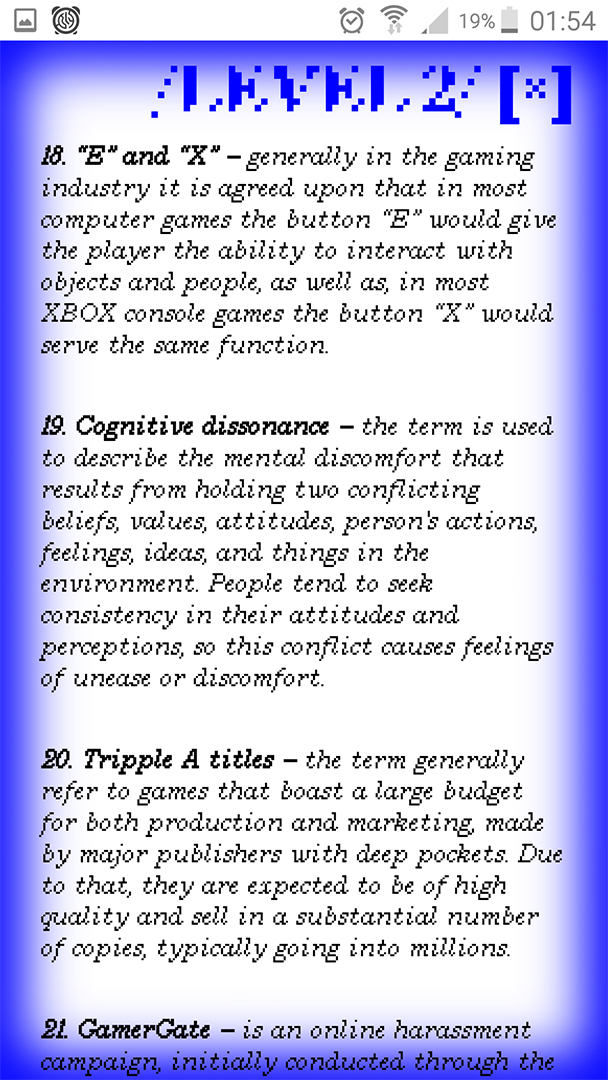 19% 01:54
/LEVEL 2/ [×]
18. “E” and “X” – generally in the gaming
industry it is agreed upon that in most
computer games the button “E” would give
the player the ability to interact with
objects and people, as well as, in most
XBOX console games the button “X” would
serve the same function.
19. Cognitive dissonance – the term is used
to describe the mental discomfort that
results from holding two conflicting
beliefs, values, attitudes, person's actions,
feelings, ideas, and things in the
environment. People tend to seek
consistency in their attitudes and
perceptions, so this conflict causes feelings
of unease or discomfort.
20. Tripple A titles – the term generally
refer to games that boast a large budget
for both production and marketing, made
by major publishers with deep pockets. Due
to that, they are expected to be of high
quality and sell in a substantial number
of copies, typically going into millions.
21. GamerGate – is an online harassment
campaign, initially conducted through the